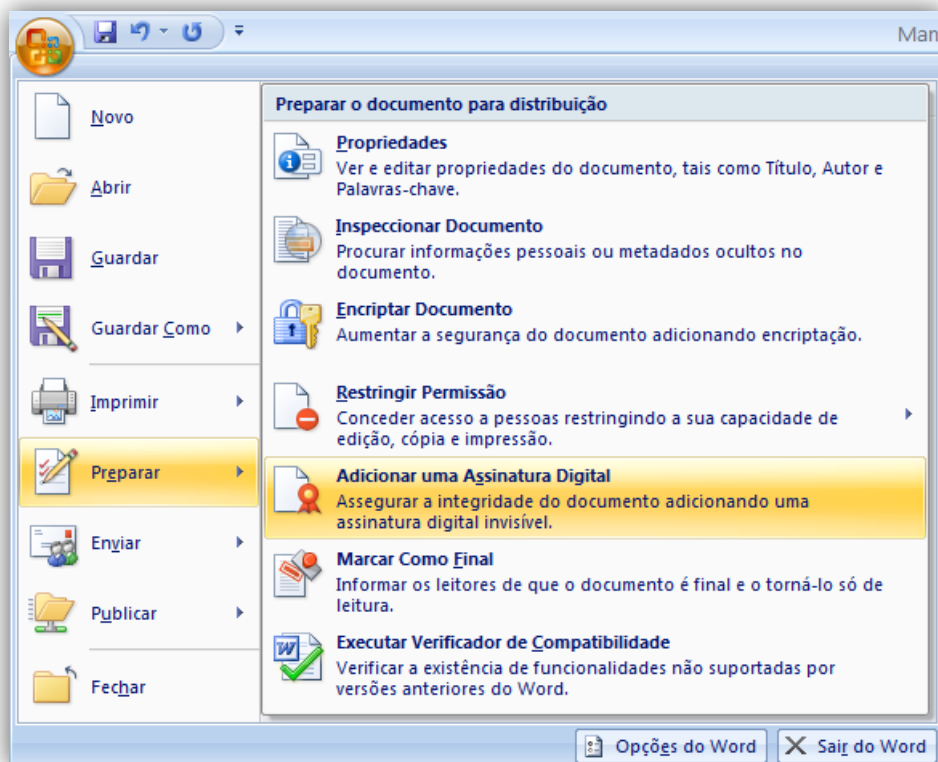 Man
Novo
Abrir
Guardar
Guardar Como
Imprimir
Preparar
Enviar
Publicar
Fechar
Preparar o documento para distribuição
Propriedades
Ver e editar propriedades do documento, tais como Título, Autor e
Palavras-chave.
Inspeccionar Documento
Procurar informações pessoais ou metadados ocultos no
documento.
Encriptar Documento
Aumentar a segurança do documento adicionando encriptação.
Restringir Permissão
Conceder acesso a pessoas restringindo a sua capacidade de
edição, cópia e impressão.
Adicionar uma Assinatura Digital
Assegurar a integridade do documento adicionando uma
assinatura digital invisível.
Marcar Como Final
Informar os leitores de que o documento é final e o torná-lo só de
leitura.
Executar Verificador de Compatibilidade
Verificar a existência de funcionalidades não suportadas por
versões anteriores do Word.
Opções do Word
Sair do Word